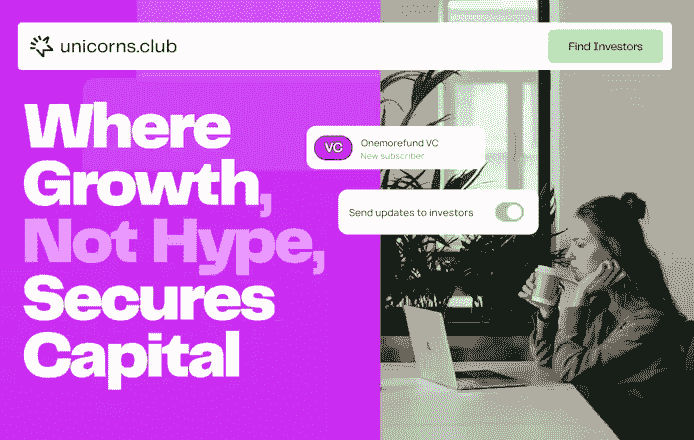 unicorns.club
Find Investors
Where
Growth,
Not Hype,
Secures
Capital
VC
Onemorefund VC
New subscriber
Send updates to investors